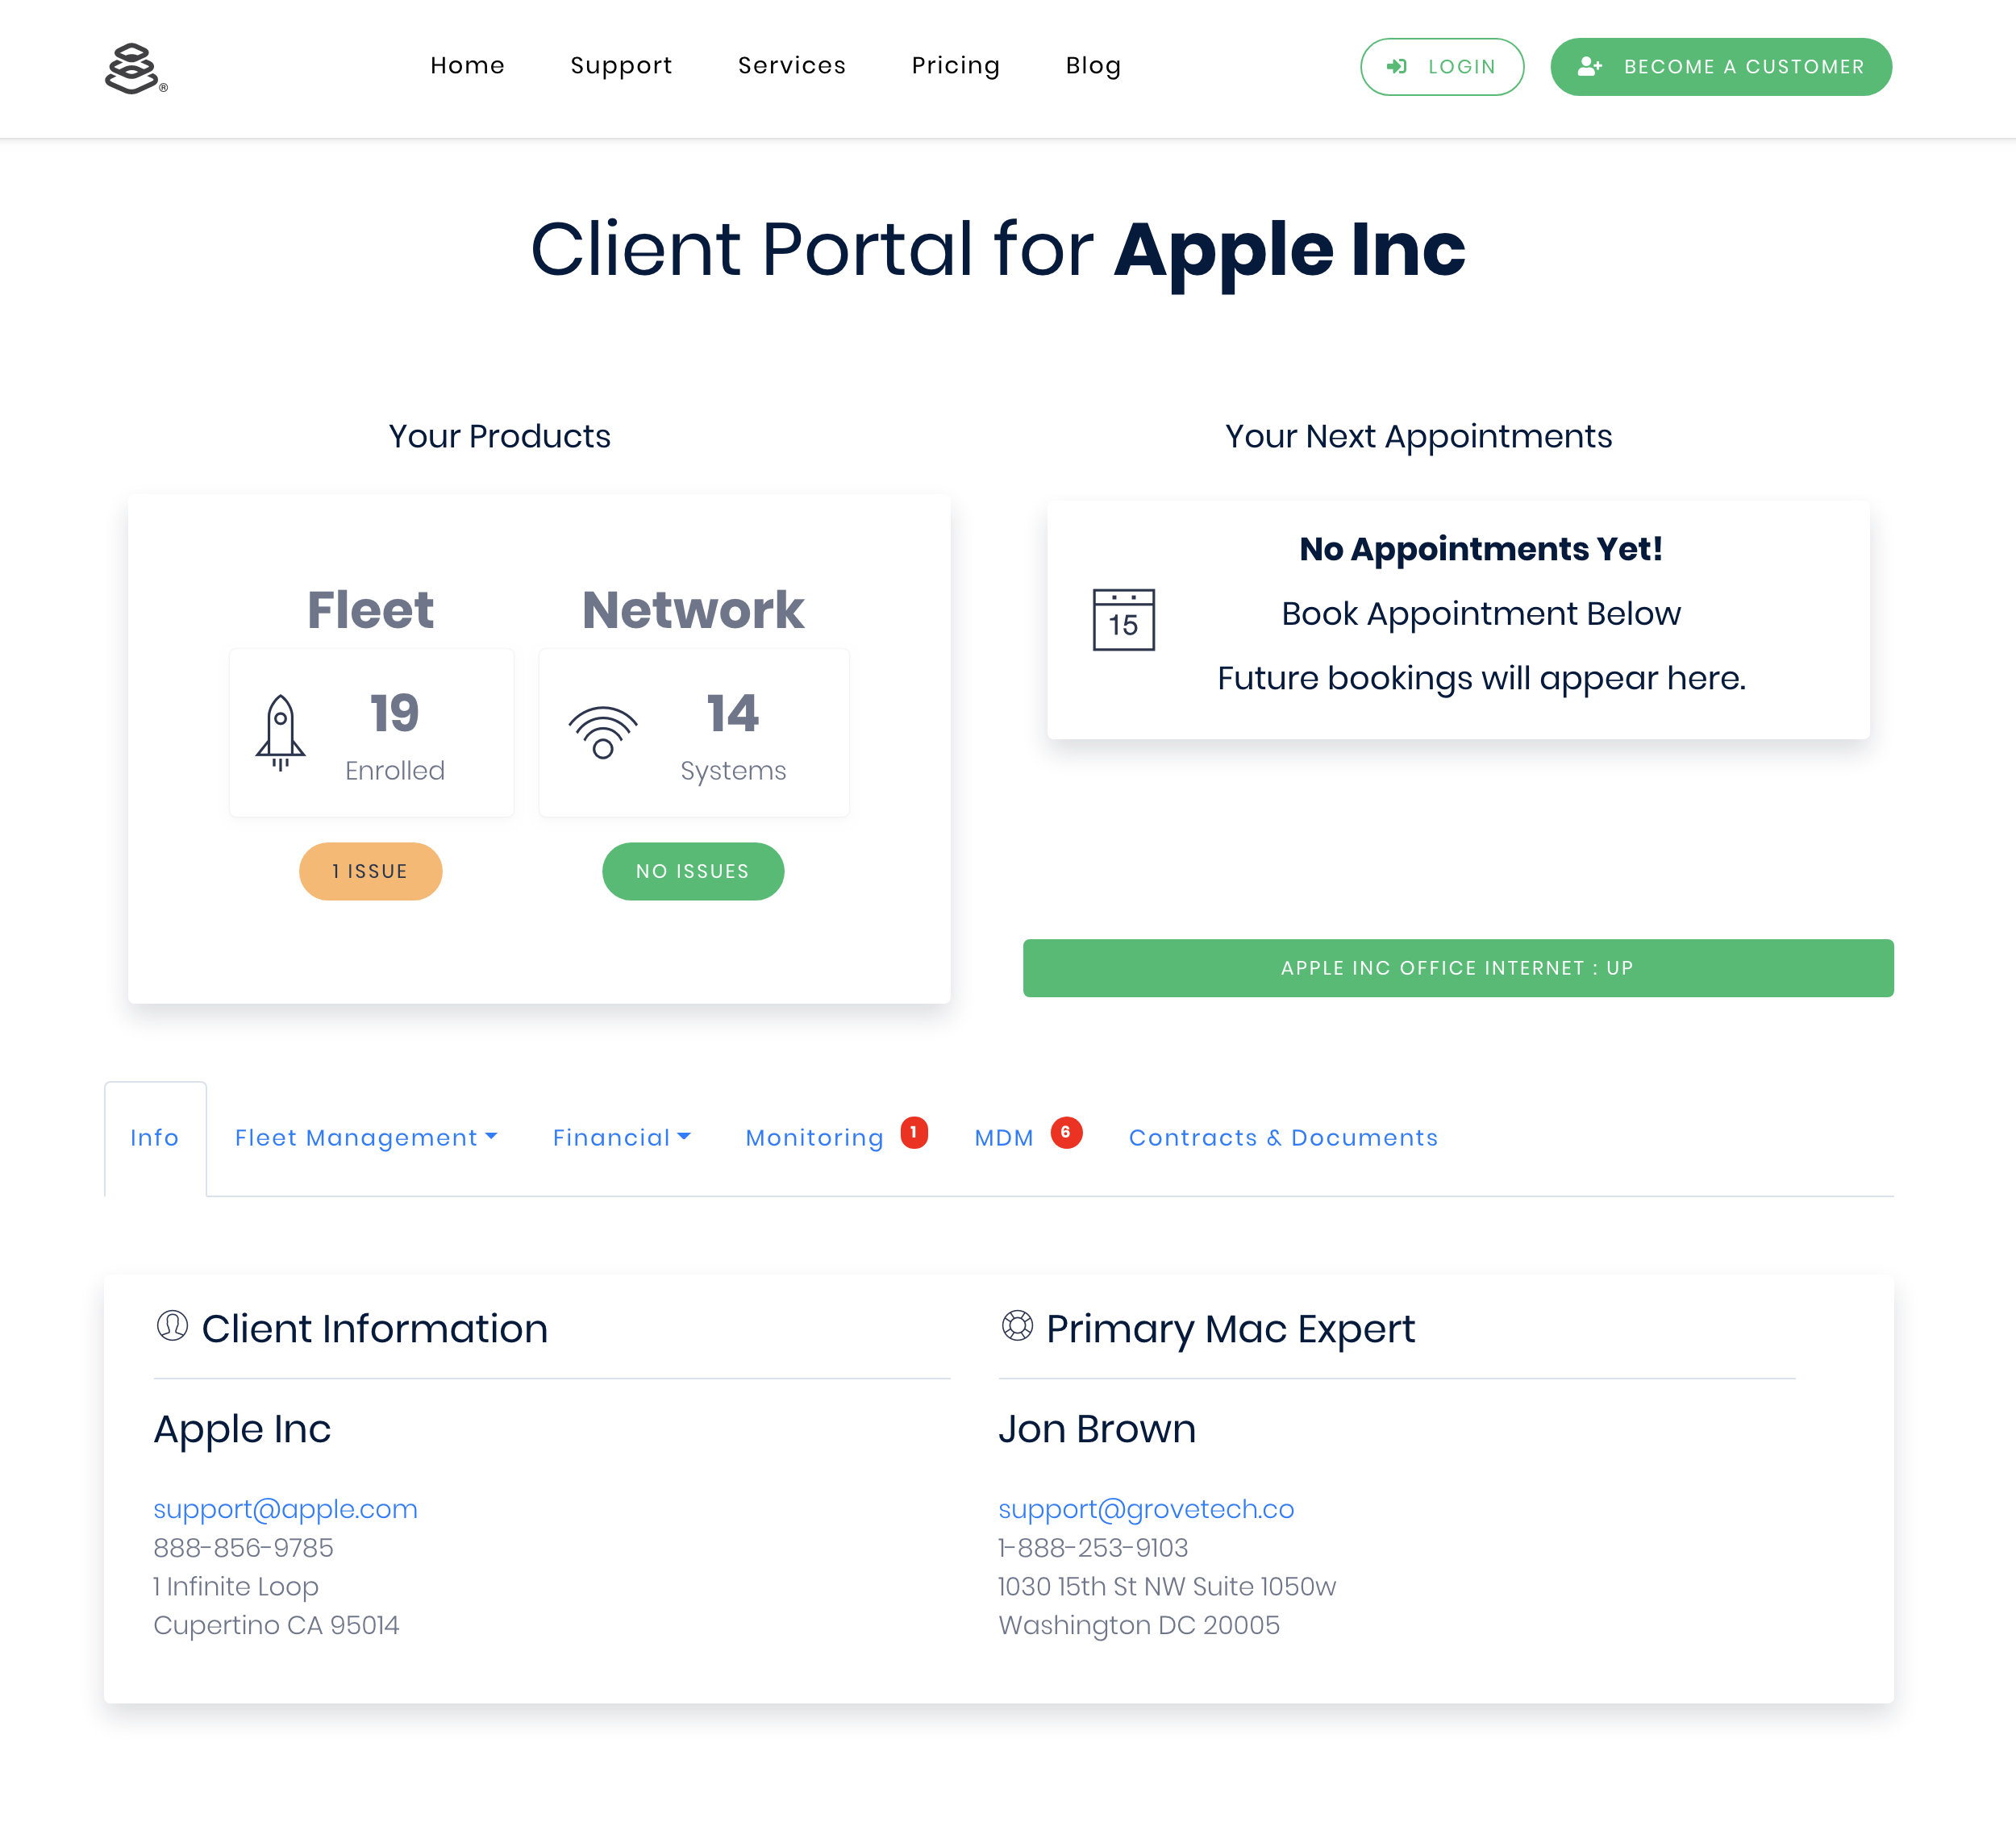 ®
Home Support Services Pricing Blog LOGIN BECOME A CUSTOMER
Client Portal for Apple Inc
Your Products
Fleet Network
19 14
Enrolled Systems
1 ISSUE NO ISSUES
Your Next Appointments
No Appointments Yet!
15
Book Appointment Below
Future bookings will appear here.
APPLE INC OFFICE INTERNET : UP
Info Fleet Management Financial Monitoring 1 MDM 6 Contracts & Documents
Client Information
Apple Inc
support@apple.com
888-856-9785
1 Infinite Loop
Cupertino CA 95014
Primary Mac Expert
Jon Brown
support@grovetech.co
1-888-253-9103
1030 15th St NW Suite 1050w
Washington DC 20005